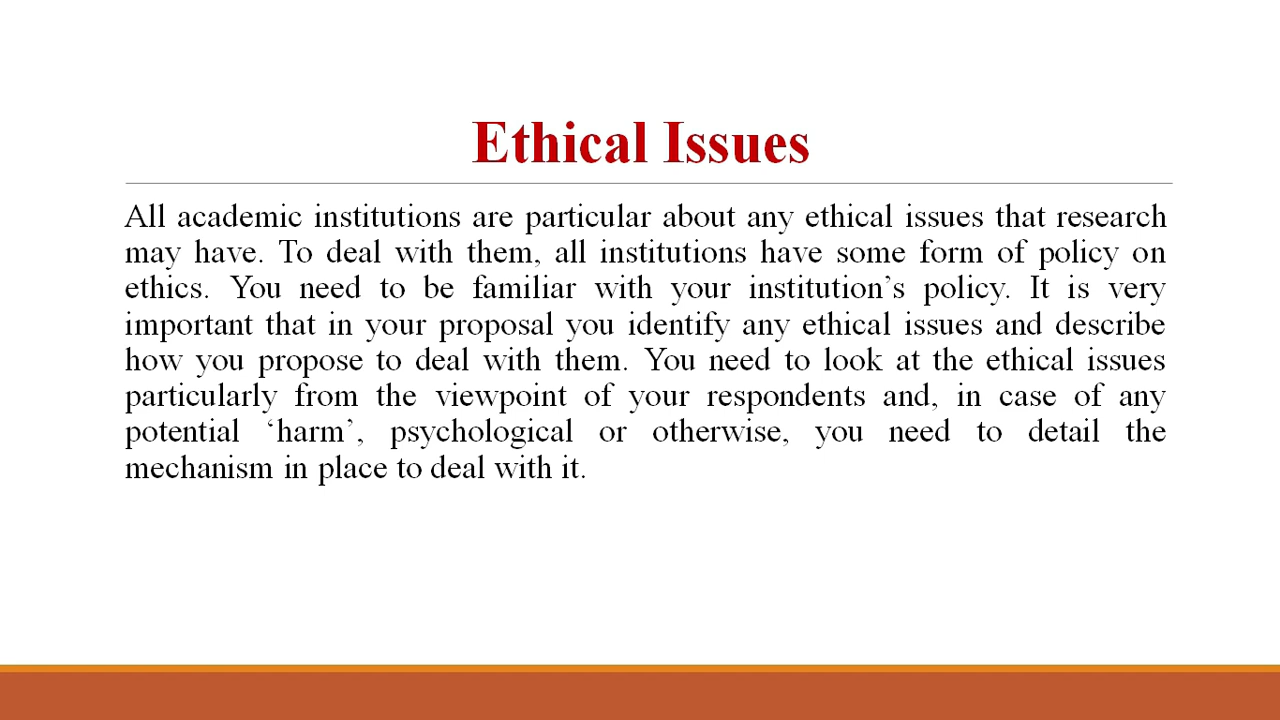 Ethical Issues
All academic institutions are particular about any ethical issues that research
may have. To deal with them, all institutions have some form of policy on
ethics. You need to be familiar with your institution’s policy. It is very
important that in your proposal you identify any ethical issues and describe
how you propose to deal with them. You need to look at the ethical issues
particularly from the viewpoint of your respondents and, in case of any
potential ‘harm’, psychological or otherwise, you need to detail the
mechanism in place to deal with it.